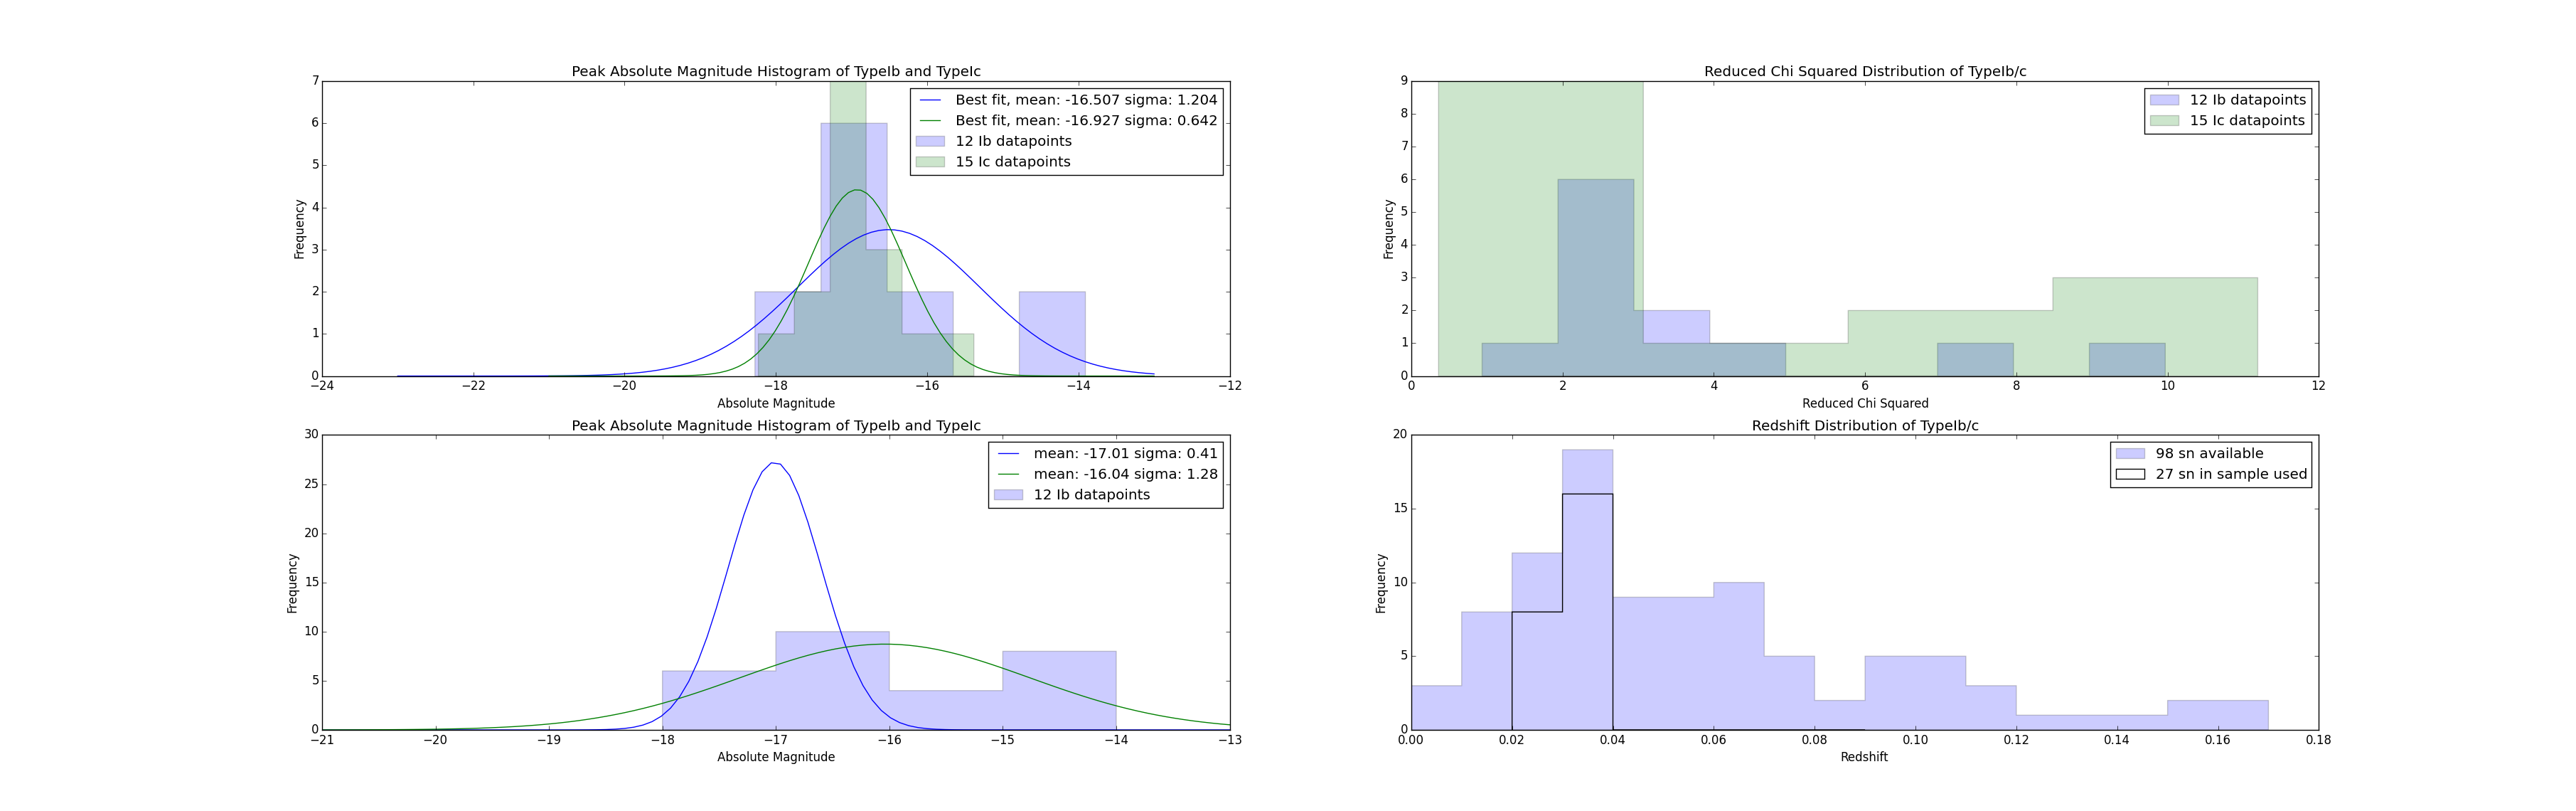 Peak Absolute Magnitude Histogram of TypeIb and TypeIc
7
6
5
4
3
2
1
0
Frequency
Best fit, mean: -16.507 sigma: 1.204
Best fit, mean: -16.927 sigma: 0.642
12 Ib datapoints
15 Ic datapoints
−24 −22 −20 −18 −16 −14 −12
Absolute Magnitude
Reduced Chi Squared Distribution of TypeIb/c
9
8
7
6
5
4
3
2
1
0
Frequency
12 Ib datapoints
15 Ic datapoints
0 2 4 6 8 10 12
Reduced Chi Squared
Peak Absolute Magnitude Histogram of TypeIb and TypeIc
30
25
20
15
10
5
0
Frequency
mean: -17.01 sigma: 0.41
mean: -16.04 sigma: 1.28
12 Ib datapoints
−21 −20 −19 −18 −17 −16 −15 −14 −13
Absolute Magnitude
Redshift Distribution of TypeIb/c
20
15
10
5
0
Frequency
98 sn available
27 sn in sample used
0.00 0.02 0.04 0.06 0.08 0.10 0.12 0.14 0.16 0.18
Redshift